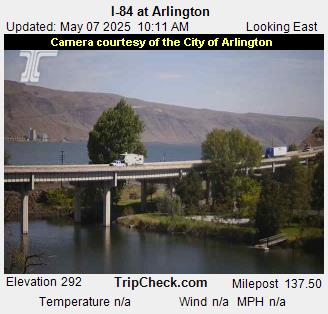 I-84 at Arlington
Updated: May 07 2025 10:11 AM Looking East
Camera courtesy of the City of Arlington
Elevation 292 TripCheck.com Milepost 137.50
Temperature n/a Wind n/a MPH n/a